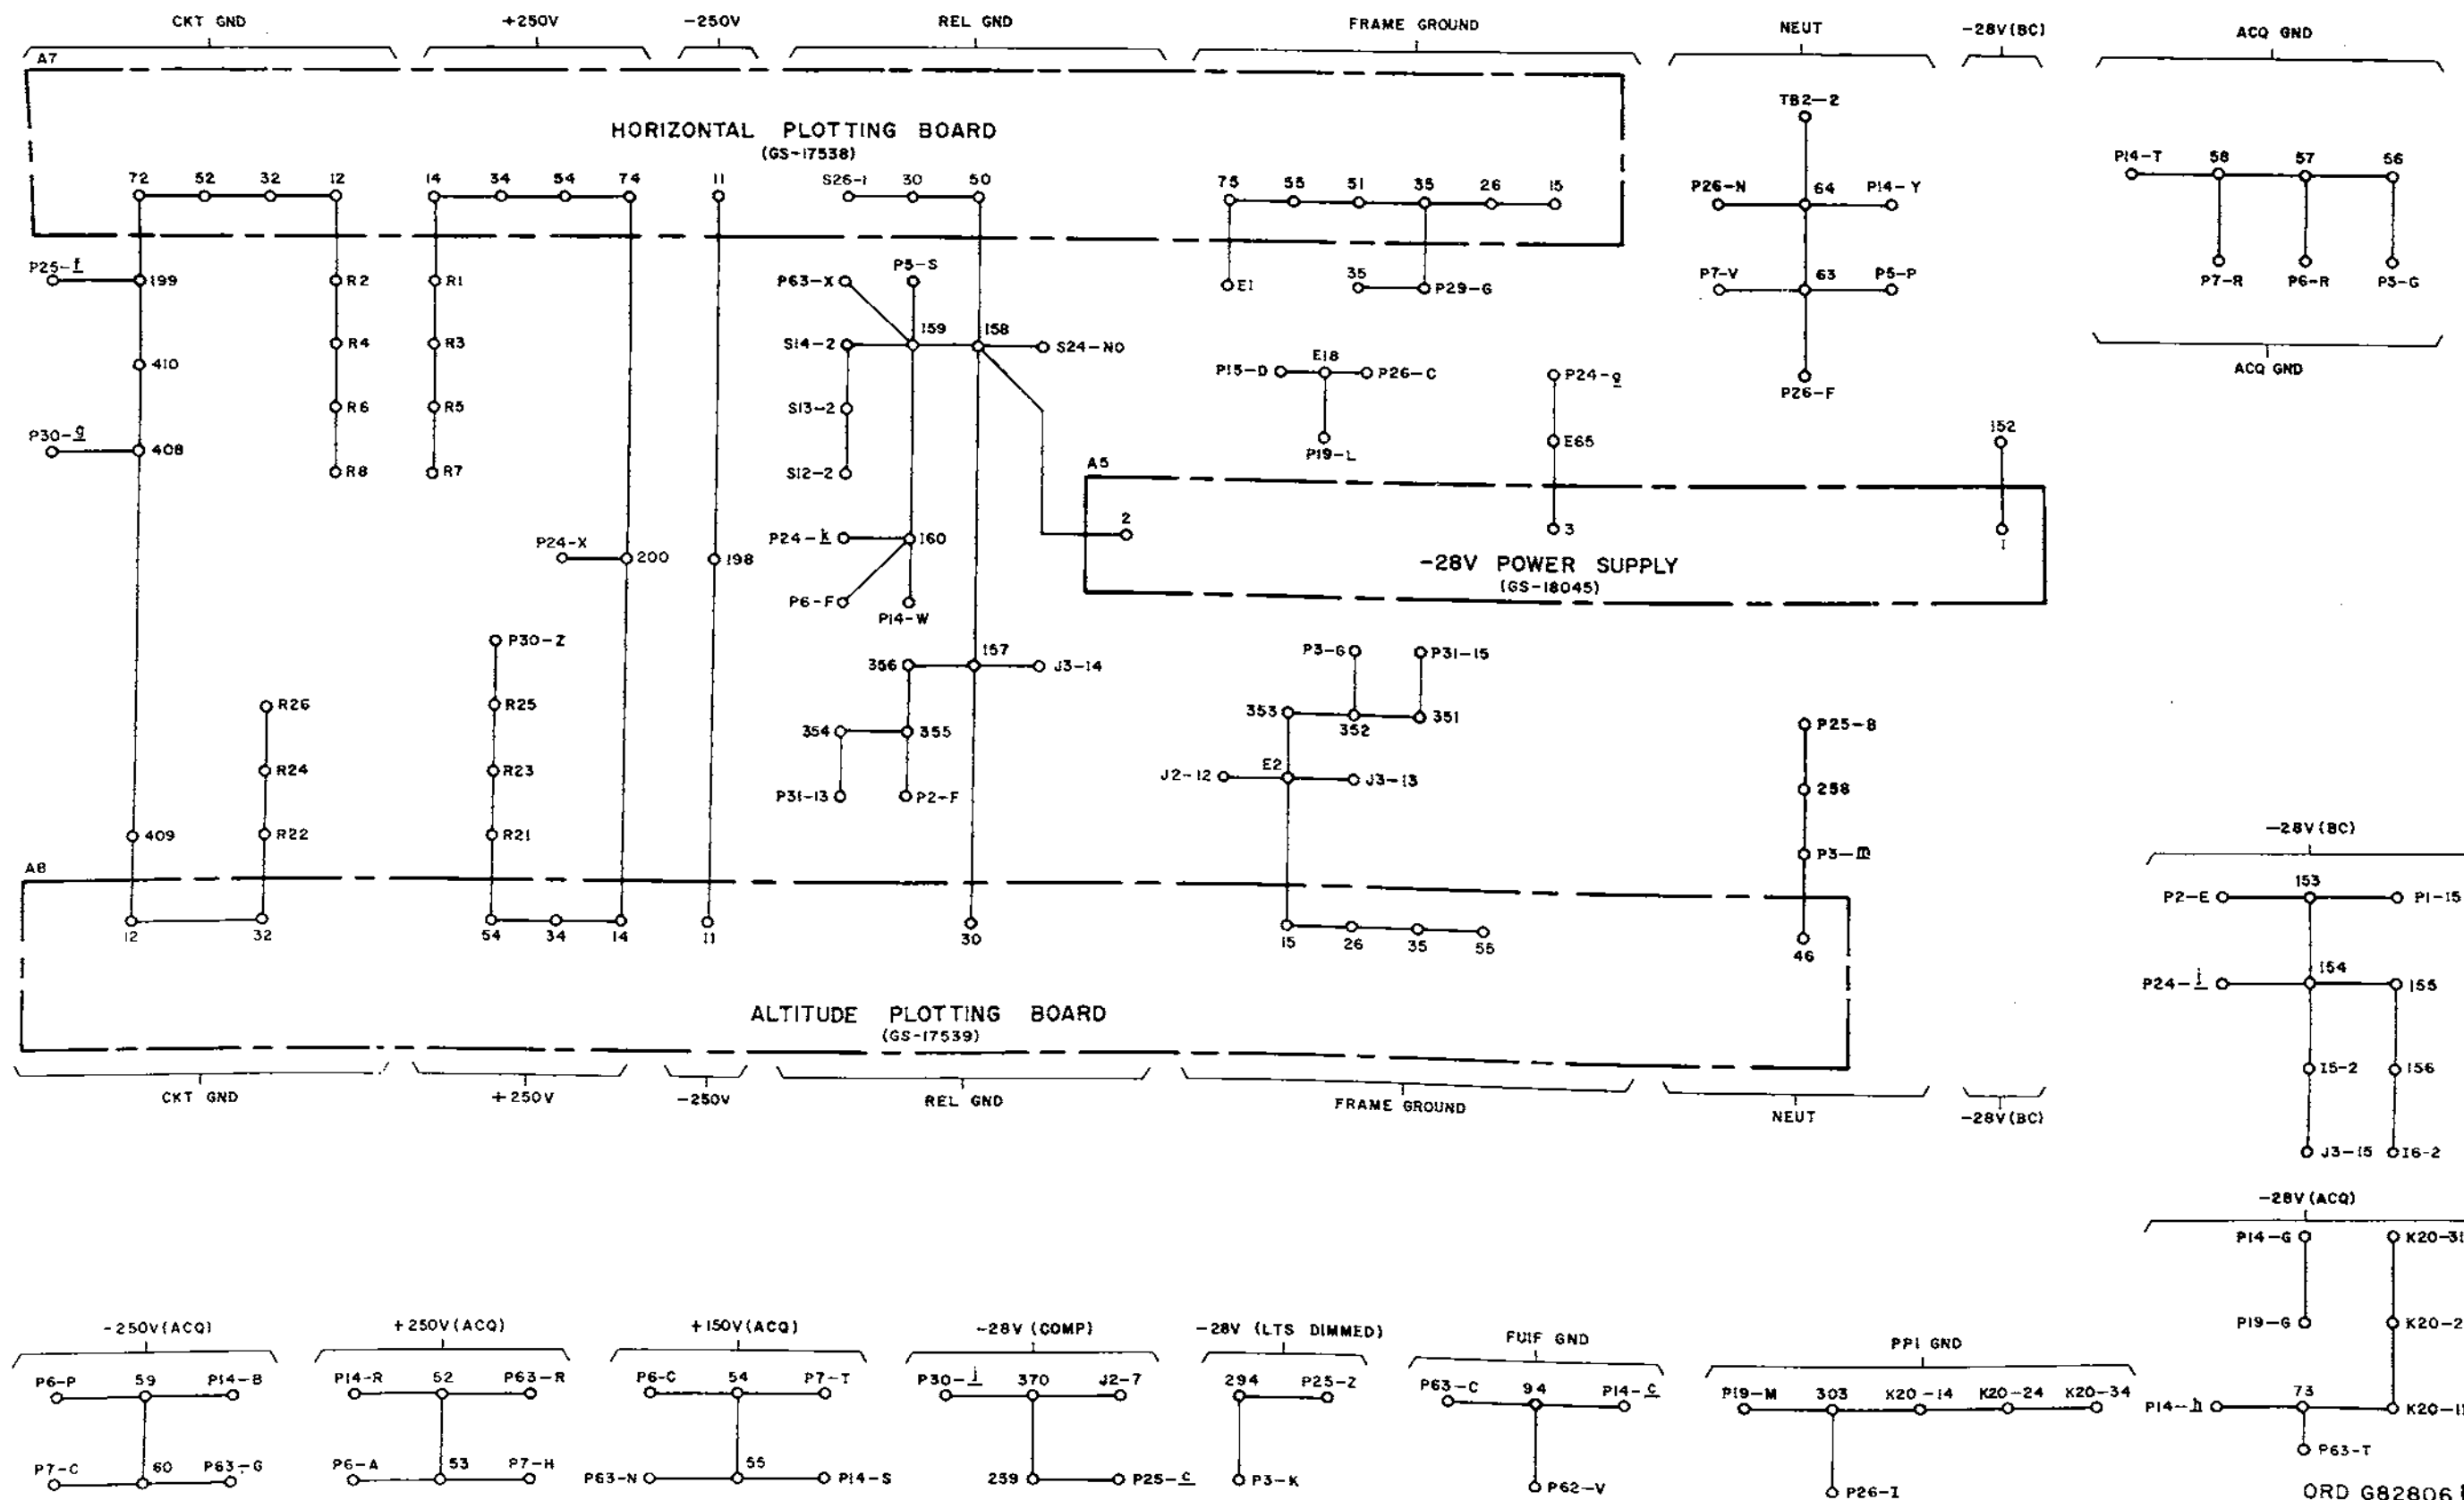 CKT GND +250V -250V REL GND FRAME GROUND NEUT -28V(BC) ACQ GND
A7
HORIZONTAL PLOTTING BOARD
(GS-17538)
TB2-2
72 52 32 12 14 34 54 74 11 S26-1 30 50 75 55 51 35 26 15
P26-N 64 P14-Y
P14-T 58 57 56
P25-f 199 R2 R1 P63-X P5-S E1 35 P29-G
P7-V 63 P5-P
P7-R P6-R P5-G
410 R4 R3 S14-2 159 158 S24-NO
ACQ GND
P15-D E18 P26-C
P26-F
R6 R5 S13-2
P30-g 408 P19-L E65 152
R8 R7 S12-2
A5
2 3 1
-28V POWER SUPPLY
(GS-18045)
P24-X 200 198 P24-k 160
P6-F P14-W
P30-Z 356 157 J3-14 P3-G P31-15
R26 R25 353 352 351
P25-B
354 355
R24 R23 J2-12 E2 J3-13
P31-13 P2-F 258
409 R22 R21 P3-m
-28V(BC)
A8
12 32 54 34 14 11 30 15 26 35 55 46
P2-E 153 P1-15
P24-i 154 155
ALTITUDE PLOTTING BOARD
(GS-17539)
CKT GND +250V -250V REL GND FRAME GROUND NEUT -28V(BC)
I5-2 156
J3-15 I6-2
-28V(ACQ)
P14-G K20-31
P19-G
P14-h 73
P63-T
-250V(ACQ) +250V(ACQ) +150V(ACQ) -28V (COMP) -28V (LTS DIMMED) FUIF GND PPI GND
P6-P 59 P14-B P14-R 52 P63-R P6-C 54 P7-T P30-i 370 J2-7 294 P25-Z P63-C 94 P14-c P19-M 303 K20-14 K20-24 K20-34
P7-C 60 P63-G P6-A 53 P7-H P63-N 55 P14-S 259 P25-c P3-K P62-V P26-I